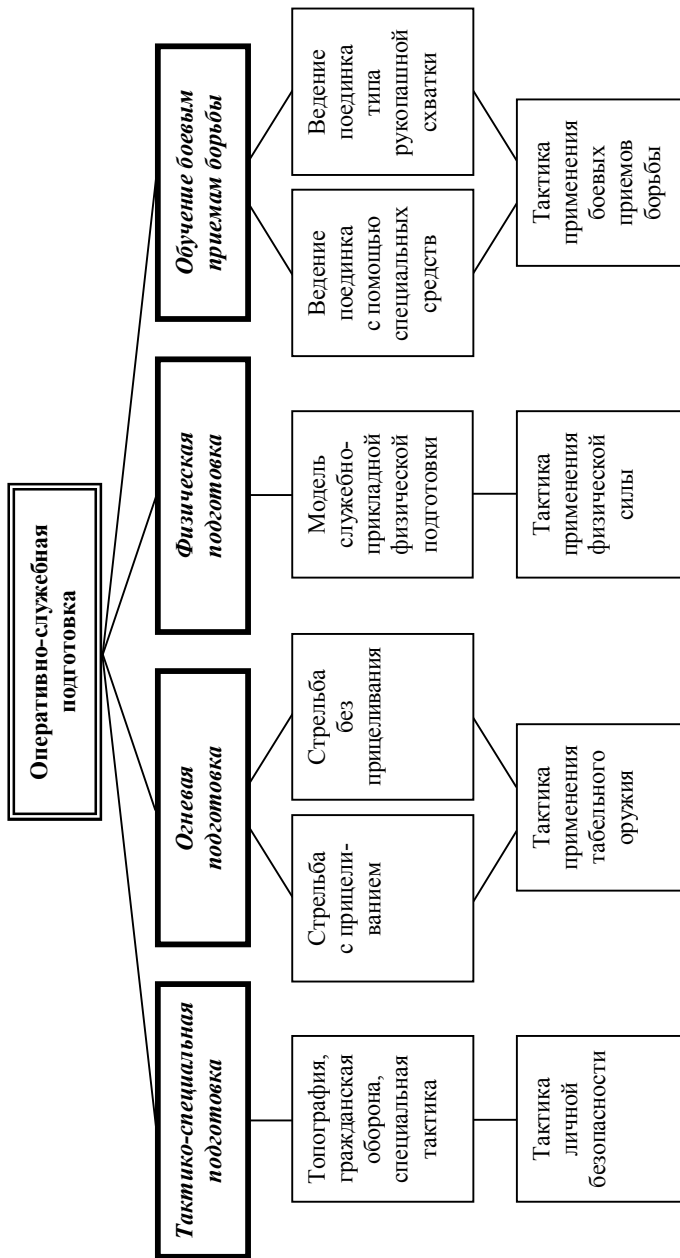 Оперативно-служебная
подготовка
Тактико-специальная
подготовка
Огневая
подготовка
Физическая
подготовка
Обучение боевым
приемам борьбы
Топография,
гражданская
оборона,
специальная
тактика
Стрельба
с прицели-
ванием
Стрельба
без
прицеливания
Модель
служебно-
прикладной
физической
подготовки
Ведение
поединка
с помощью
специальных
средств
Ведение
поединка
типа
рукопашной
схватки
Тактика
личной
безопасности
Тактика
применения
табельного
оружия
Тактика
применения
физической
силы
Тактика
применения
боевых
приемов
борьбы